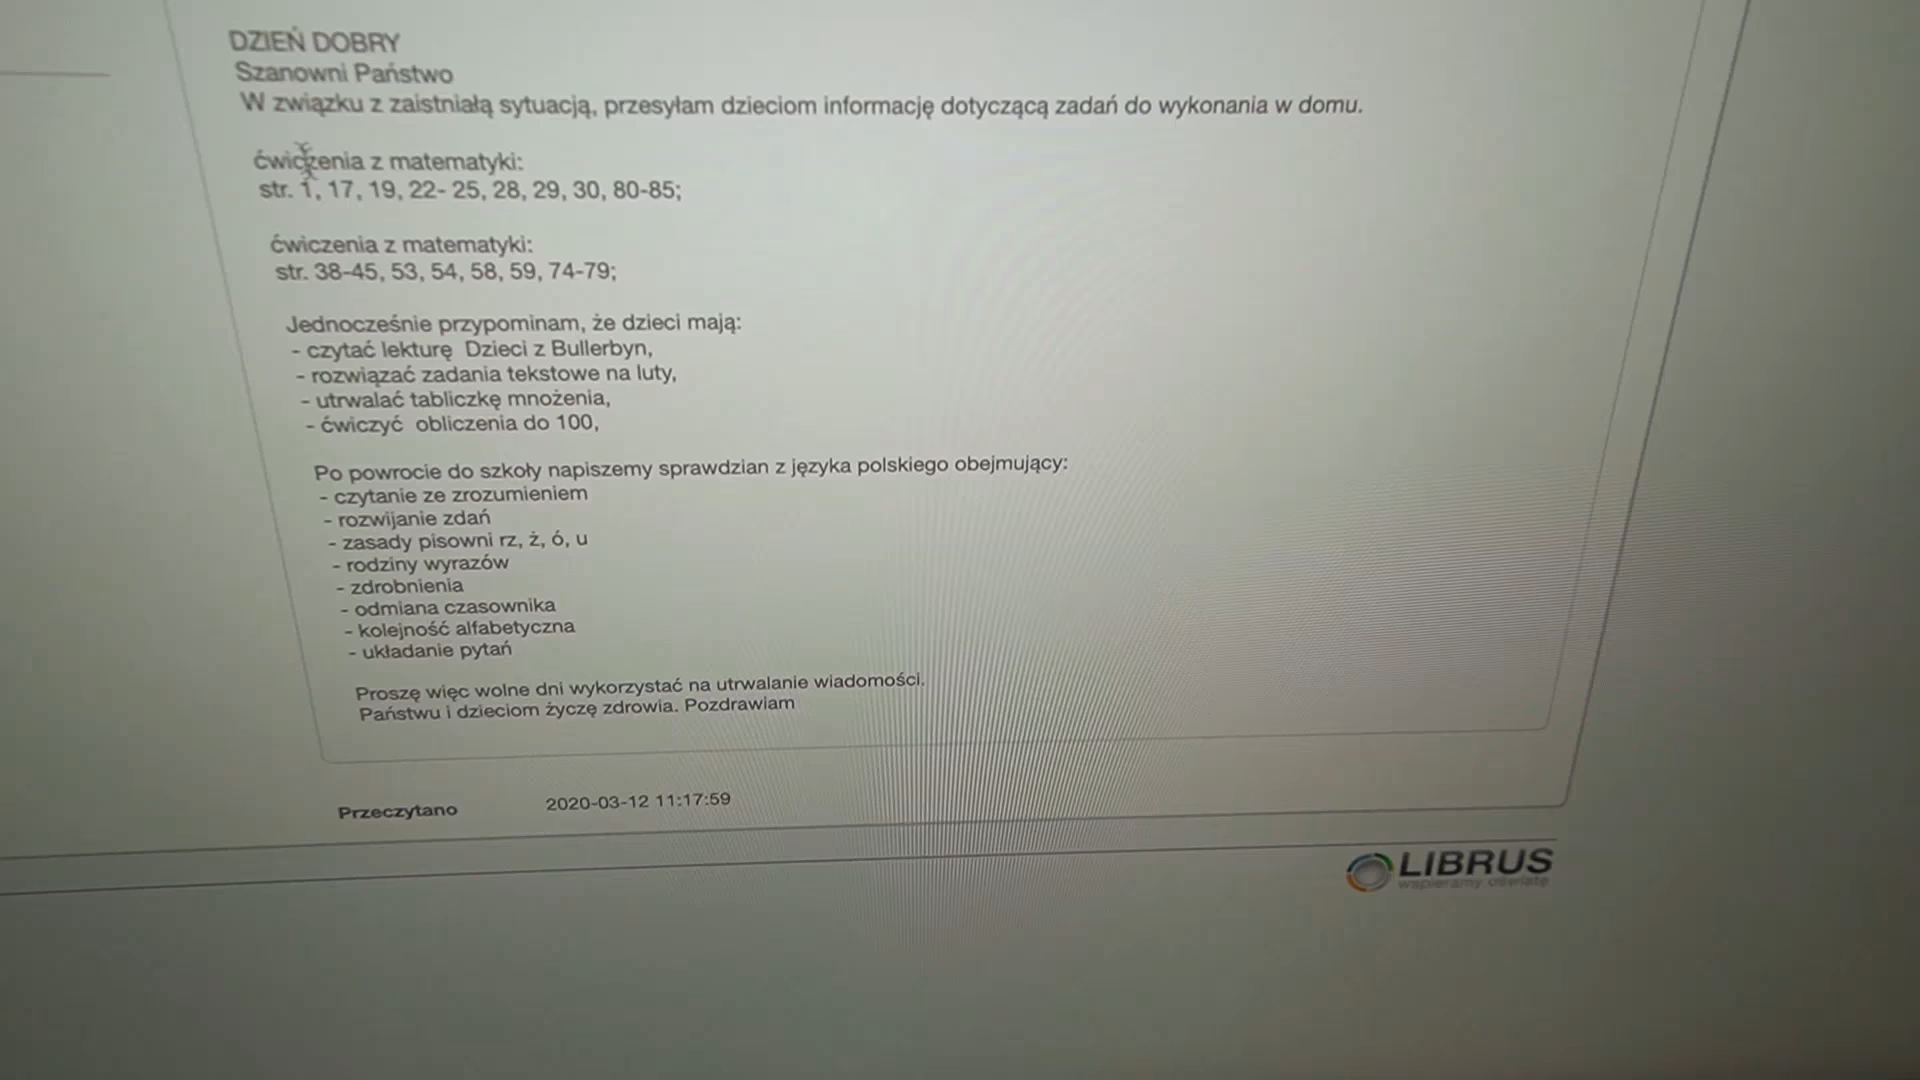 DZIEŃ DOBRY
Szanowni Państwo
W związku z zaistniałą sytuacją, przesyłam dzieciom informację dotyczącą zadań do wykonania w domu.
ćwiczenia z matematyki:
str. 1, 17, 19, 22- 25, 28, 29, 30, 80-85;
ćwiczenia z matematyki:
str. 38-45, 53, 54, 58, 59, 74-79;
Jednocześnie przypominam, że dzieci mają:
- czytać lekturę Dzieci z Bullerbyn,
- rozwiązać zadania tekstowe na luty,
- utrwalać tabliczkę mnożenia,
- ćwiczyć obliczenia do 100,
Po powrocie do szkoły napiszemy sprawdzian z języka polskiego obejmujący:
- czytanie ze zrozumieniem
- rozwijanie zdań
- zasady pisowni rz, ż, ó, u
- rodziny wyrazów
- zdrobnienia
- odmiana czasownika
- kolejność alfabetyczna
- układanie pytań
Proszę więc wolne dni wykorzystać na utrwalanie wiadomości.
Państwu i dzieciom życzę zdrowia. Pozdrawiam
Przeczytano 2020-03-12 11:17:59
LIBRUS
wspieramy oświatę